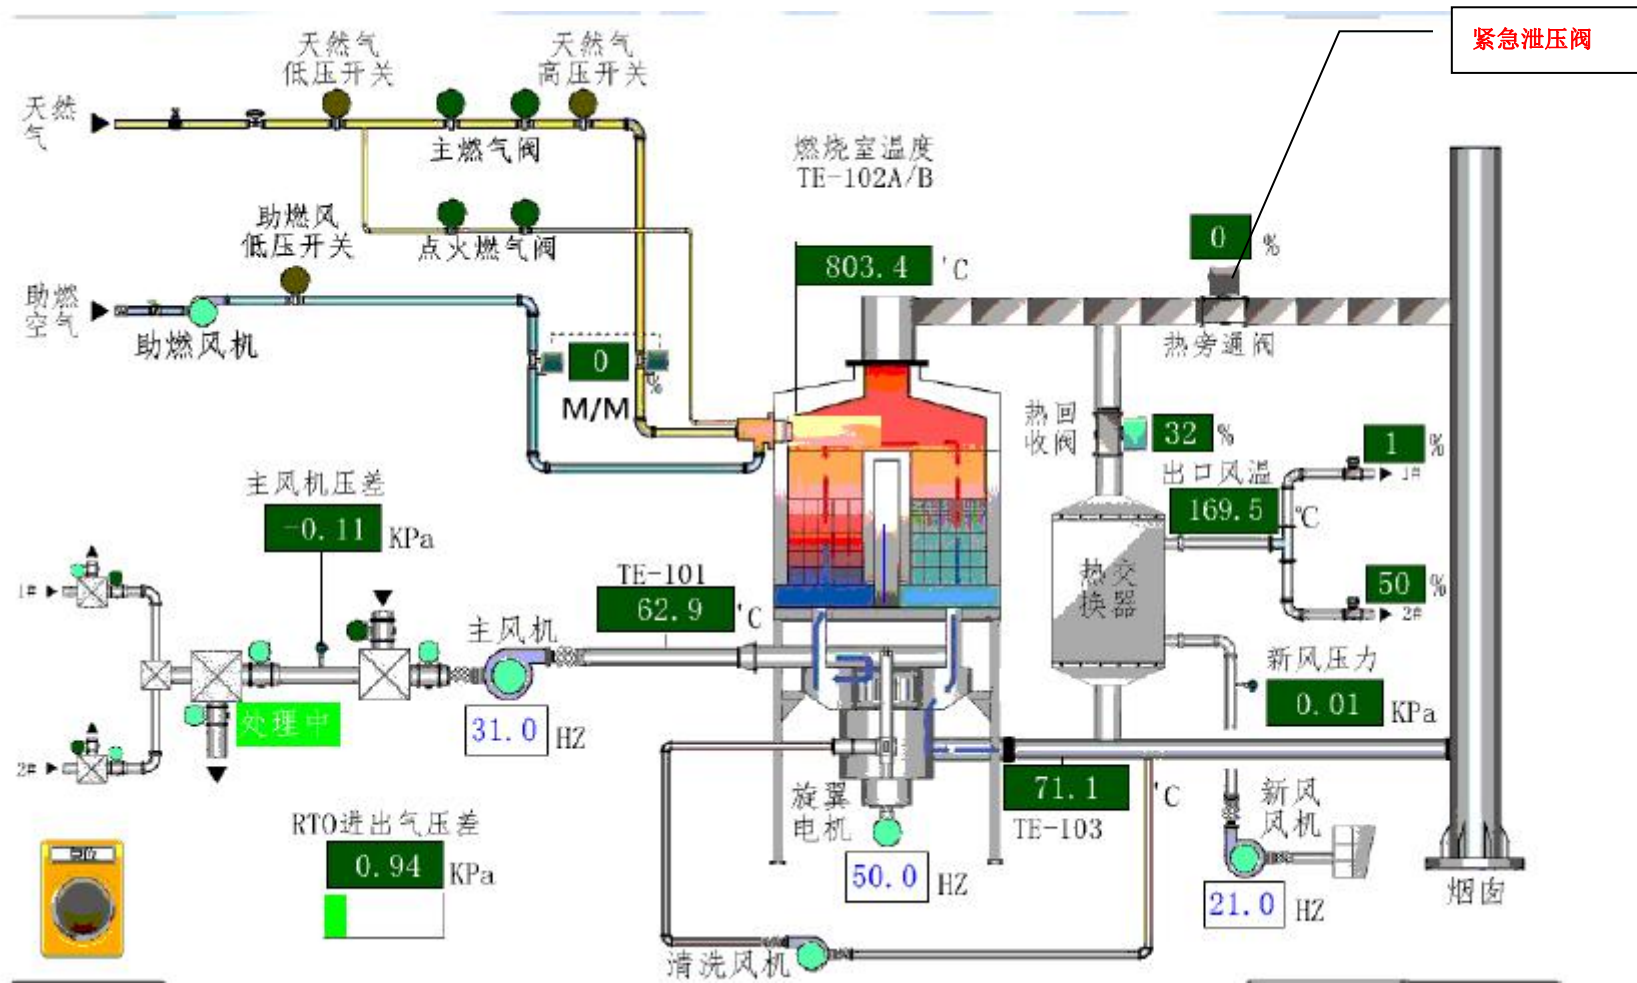 紧急泄压阀
天然气
低压开关
天然气
高压开关
天然
气
主燃气阀
燃烧室温度
TE-102A/B
助燃风
低压开关
点火燃气阀
0 %
803.4 'C
助燃
空气
助燃风机
热旁通阀
0 %
M/M
热回
收阀
32 %
1 %
1#
主风机压差
-0.11 KPa
出口风温
169.5 ℃
TE-101
62.9 'C
热交
换器
50 %
2#
1#
主风机
31.0 HZ
新风压力
0.01 KPa
处理中
2#
旋翼
电机
50.0 HZ
71.1 'C
TE-103
新风
风机
21.0 HZ
RTO进出气压差
0.94 KPa
复位
烟囱
清洗风机